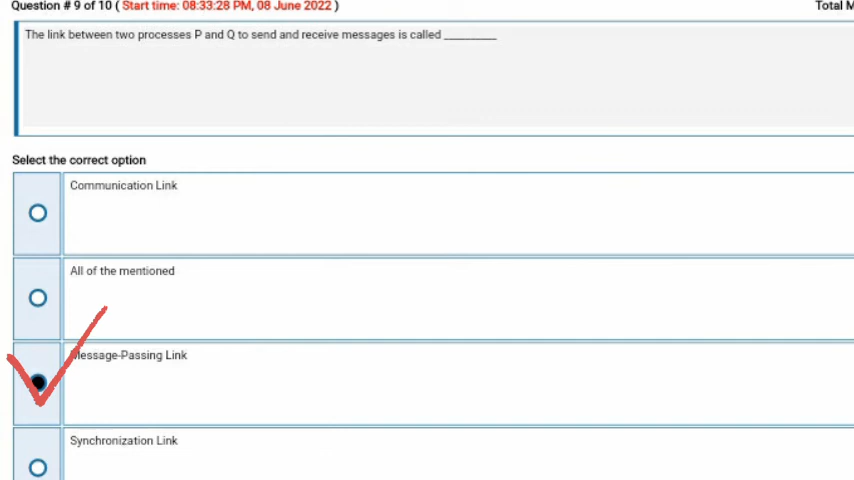 Question # 9 of 10 ( Start time: 08:33:28 PM, 08 June 2022 ) Total M
The link between two processes P and Q to send and receive messages is called __________
Select the correct option
Communication Link
All of the mentioned
Message-Passing Link
Synchronization Link